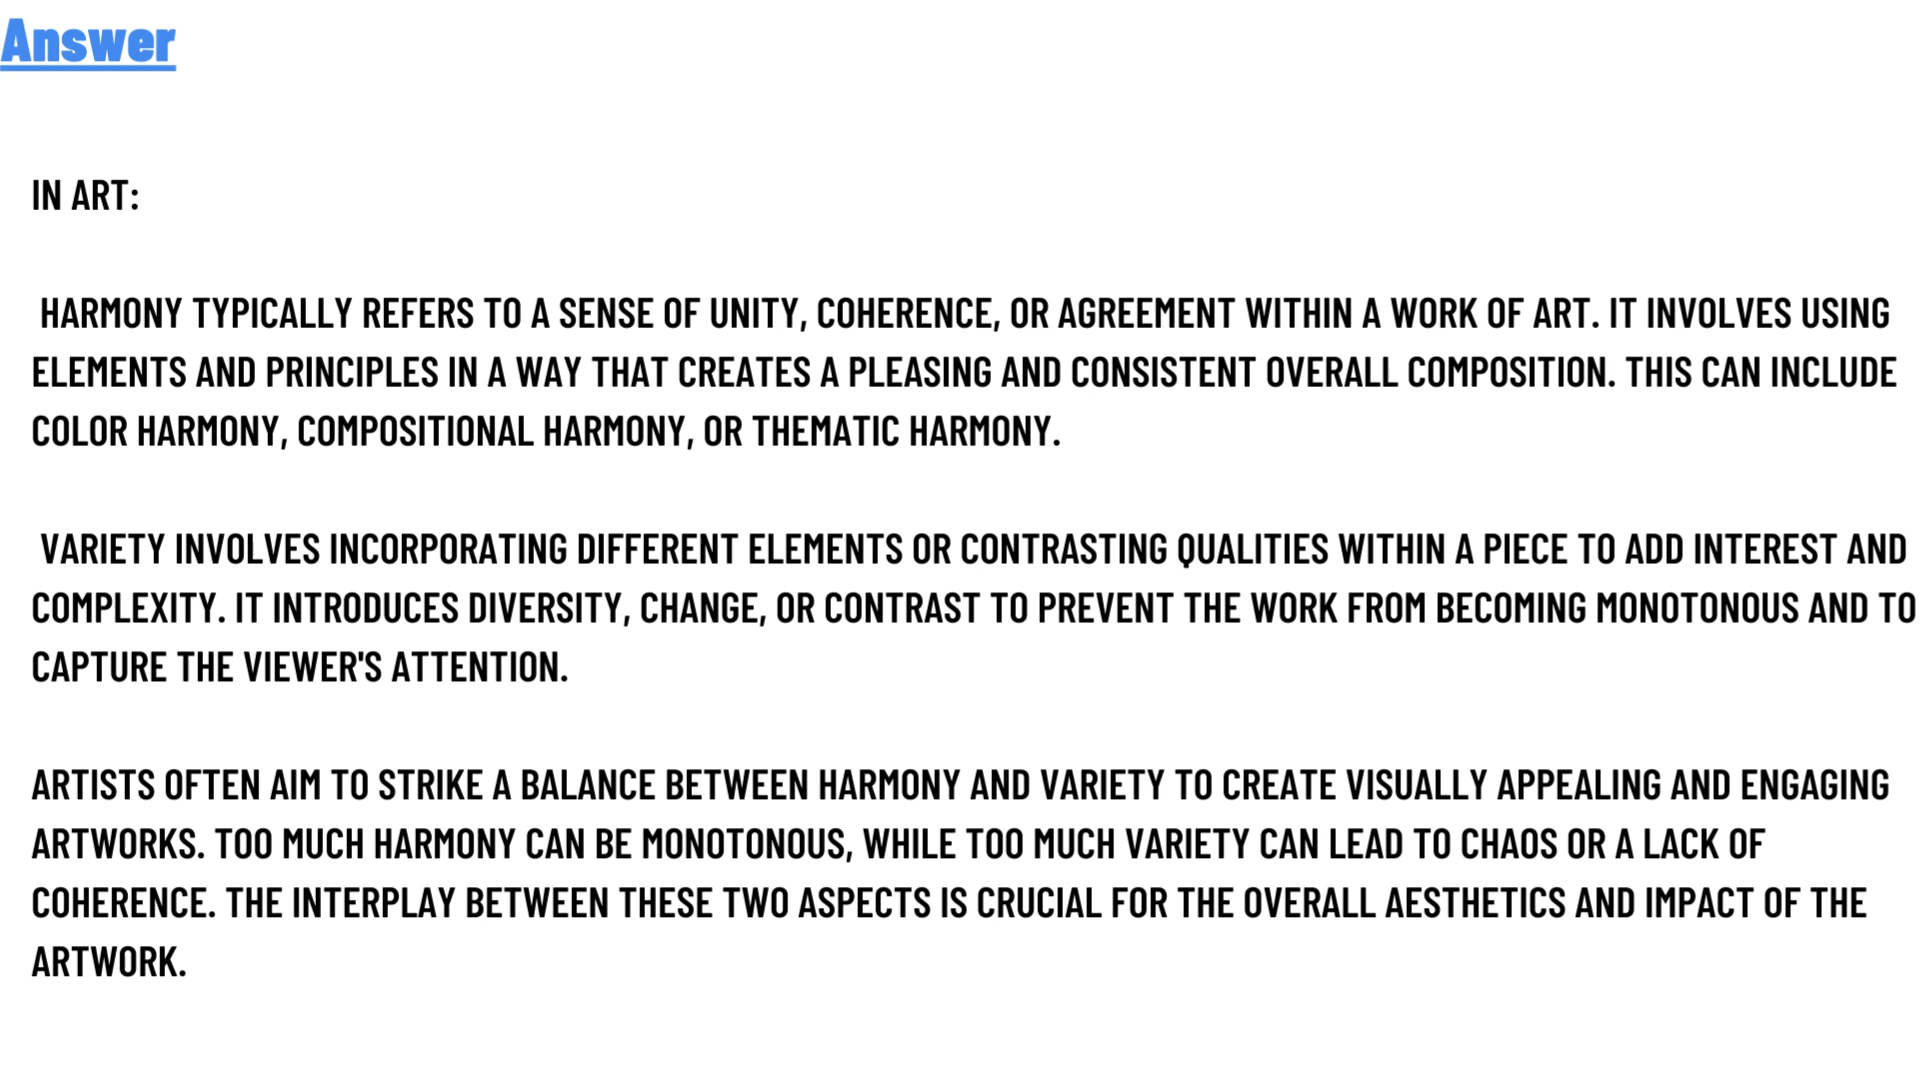 Answer
IN ART:
HARMONY TYPICALLY REFERS TO A SENSE OF UNITY, COHERENCE, OR AGREEMENT WITHIN A WORK OF ART. IT INVOLVES USING
ELEMENTS AND PRINCIPLES IN A WAY THAT CREATES A PLEASING AND CONSISTENT OVERALL COMPOSITION. THIS CAN INCLUDE
COLOR HARMONY, COMPOSITIONAL HARMONY, OR THEMATIC HARMONY.
VARIETY INVOLVES INCORPORATING DIFFERENT ELEMENTS OR CONTRASTING QUALITIES WITHIN A PIECE TO ADD INTEREST AND
COMPLEXITY. IT INTRODUCES DIVERSITY, CHANGE, OR CONTRAST TO PREVENT THE WORK FROM BECOMING MONOTONOUS AND TO
CAPTURE THE VIEWER'S ATTENTION.
ARTISTS OFTEN AIM TO STRIKE A BALANCE BETWEEN HARMONY AND VARIETY TO CREATE VISUALLY APPEALING AND ENGAGING
ARTWORKS. TOO MUCH HARMONY CAN BE MONOTONOUS, WHILE TOO MUCH VARIETY CAN LEAD TO CHAOS OR A LACK OF
COHERENCE. THE INTERPLAY BETWEEN THESE TWO ASPECTS IS CRUCIAL FOR THE OVERALL AESTHETICS AND IMPACT OF THE
ARTWORK.